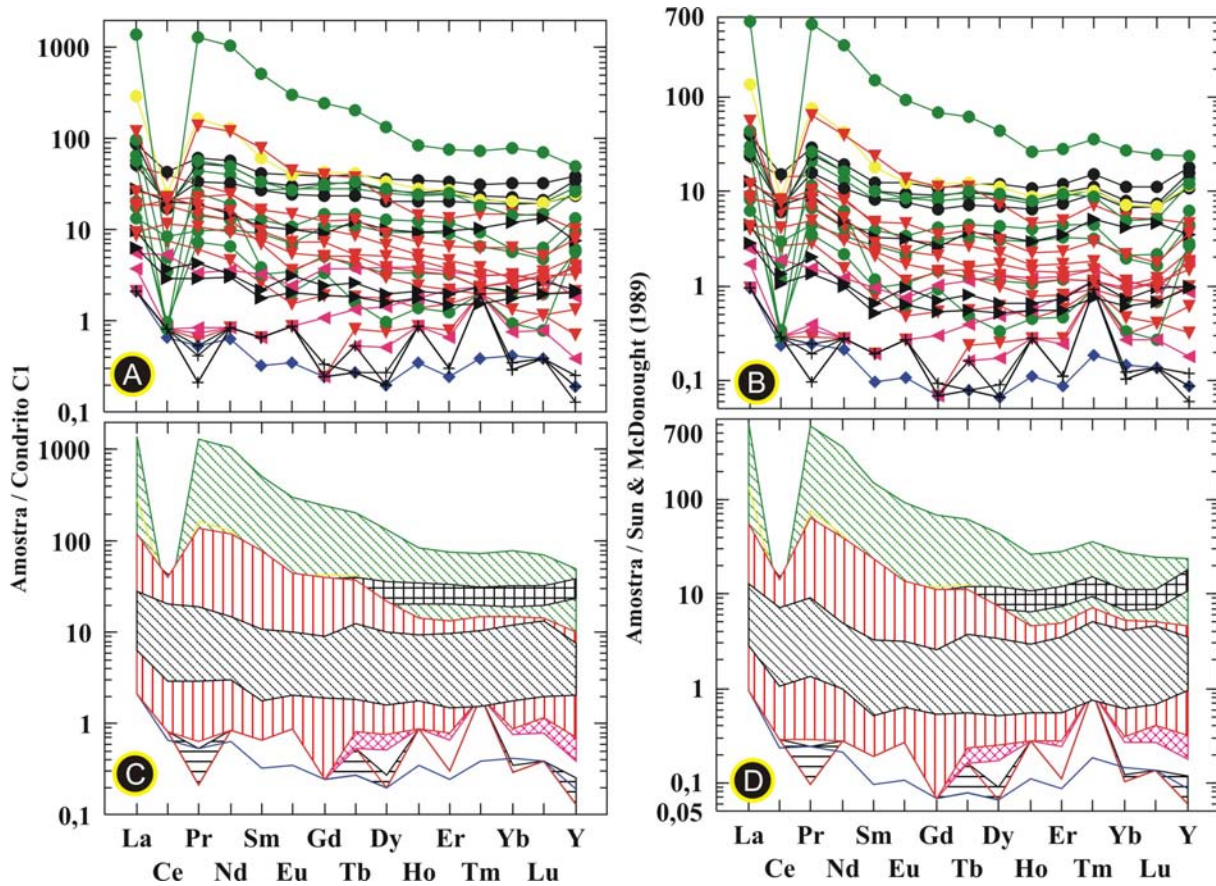 1000
100
10
1
0,1
A
Amostra / Condrito C1
700
100
10
1
0,1
B
Amostra / Sun & McDonought (1989)
1000
100
10
1
0,1
C
La Pr Sm Gd Dy Er Yb Y
Ce Nd Eu Tb Ho Tm Lu
700
100
10
1
0,1
0,05
D
La Pr Sm Gd Dy Er Yb Y
Ce Nd Eu Tb Ho Tm Lu